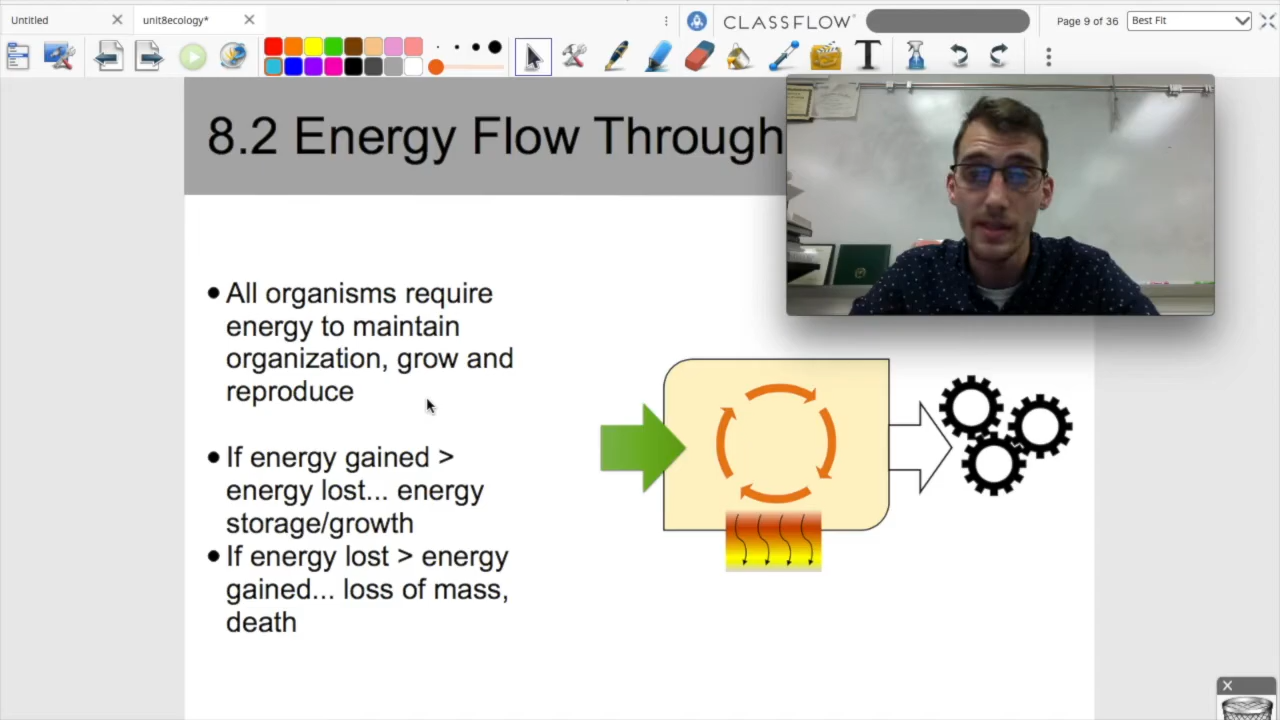 Untitled
unit8ecology*
CLASSFLOW
Page 9 of 36
Best Fit
T
8.2 Energy Flow Through
All organisms require
energy to maintain
organization, grow and
reproduce
If energy gained >
energy lost... energy
storage/growth
If energy lost > energy
gained... loss of mass,
death